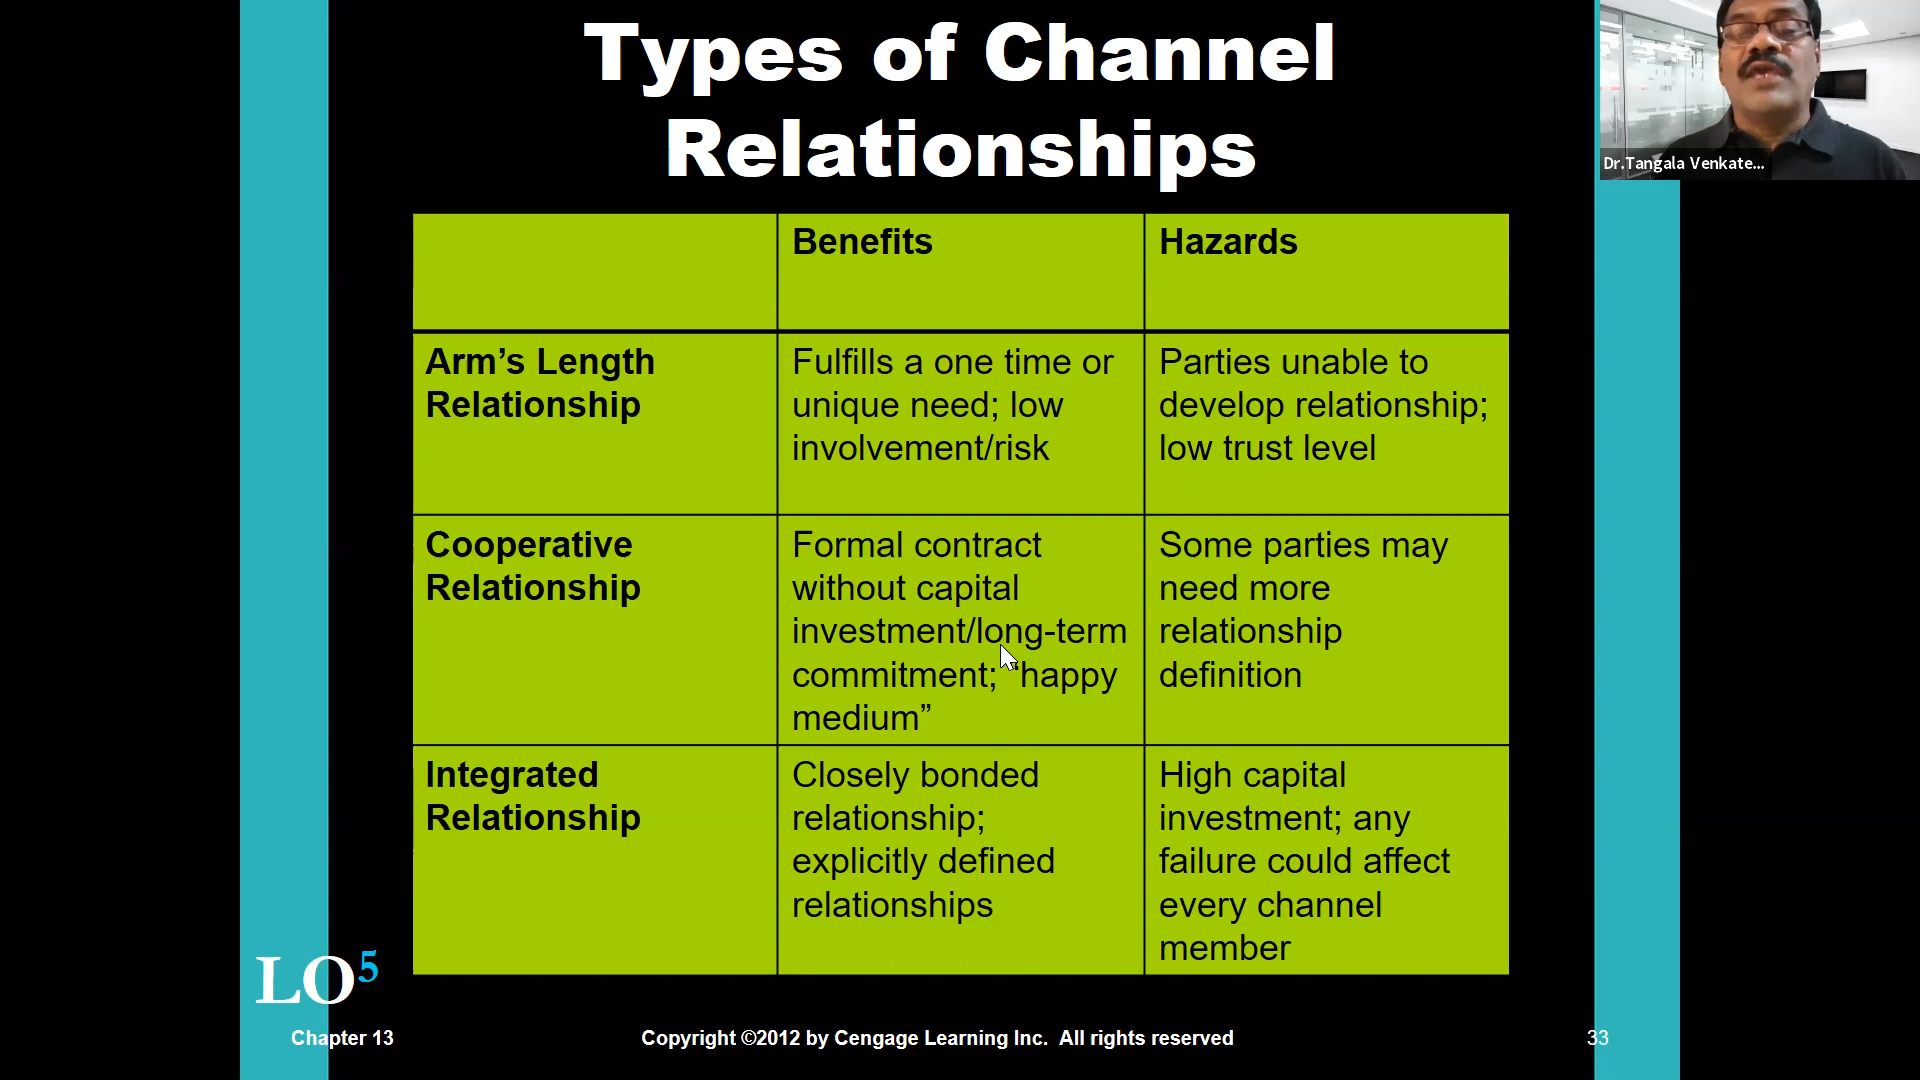 Types of Channel
Relationships
Dr.Tangala Venkate...
Benefits
Hazards
Arm’s Length
Relationship
Fulfills a one time or
unique need; low
involvement/risk
Parties unable to
develop relationship;
low trust level
Cooperative
Relationship
Formal contract
without capital
investment/long-term
commitment; “happy
medium”
Some parties may
need more
relationship
definition
Integrated
Relationship
Closely bonded
relationship;
explicitly defined
relationships
High capital
investment; any
failure could affect
every channel
member
LO5
Chapter 13
Copyright ©2012 by Cengage Learning Inc. All rights reserved
33